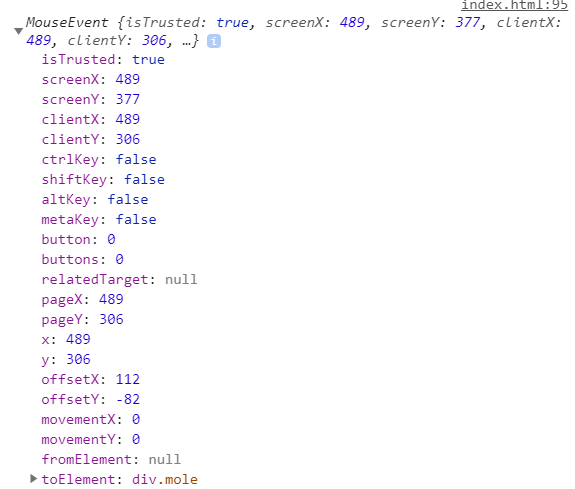 index.html:95
MouseEvent {isTrusted: true, screenX: 489, screenY: 377, clientX:
489, clientY: 306, …} i
isTrusted: true
screenX: 489
screenY: 377
clientX: 489
clientY: 306
ctrlKey: false
shiftKey: false
altKey: false
metaKey: false
button: 0
buttons: 0
relatedTarget: null
pageX: 489
pageY: 306
x: 489
y: 306
offsetX: 112
offsetY: -82
movementX: 0
movementY: 0
fromElement: null
toElement: div.mole